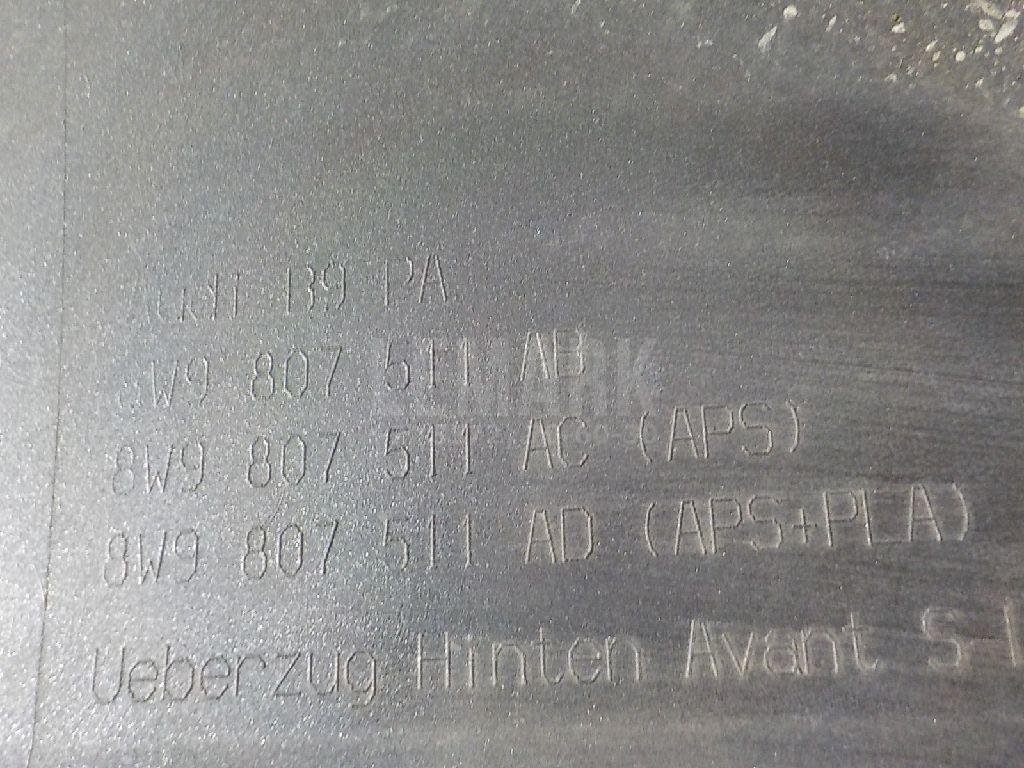 B9 PA
8W9 807 511 AB
8W9 807 511 AC (APS)
8W9 807 511 AD (APS+PLA)
Ueberzug Hinten Avant S-l
LEMARK